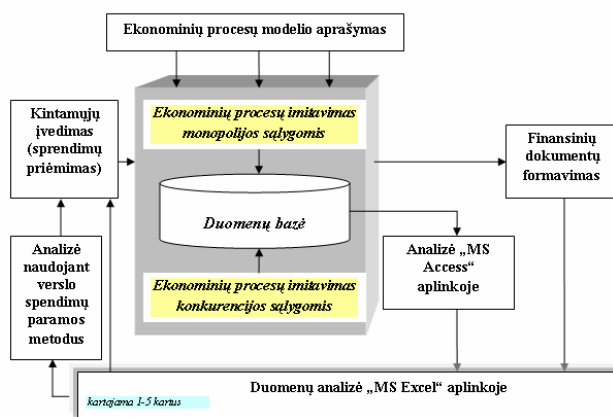 Ekonominių procesų modelio aprašymas
Kintamųjų
įvedimas
(sprendimų
priėmimas)
Ekonominių procesų imitavimas
monopolijos sąlygomis
Finansinių
dokumentų
formavimas
Duomenų bazė
Analizė
naudojant
verslo
spendimų
paramos
metodus
Analizė „MS
Access“
aplinkoje
Ekonominių procesų imitavimas
konkurencijos sąlygomis
Duomenų analizė „MS Excel“ aplinkoje
kartojama 1-5 kartus